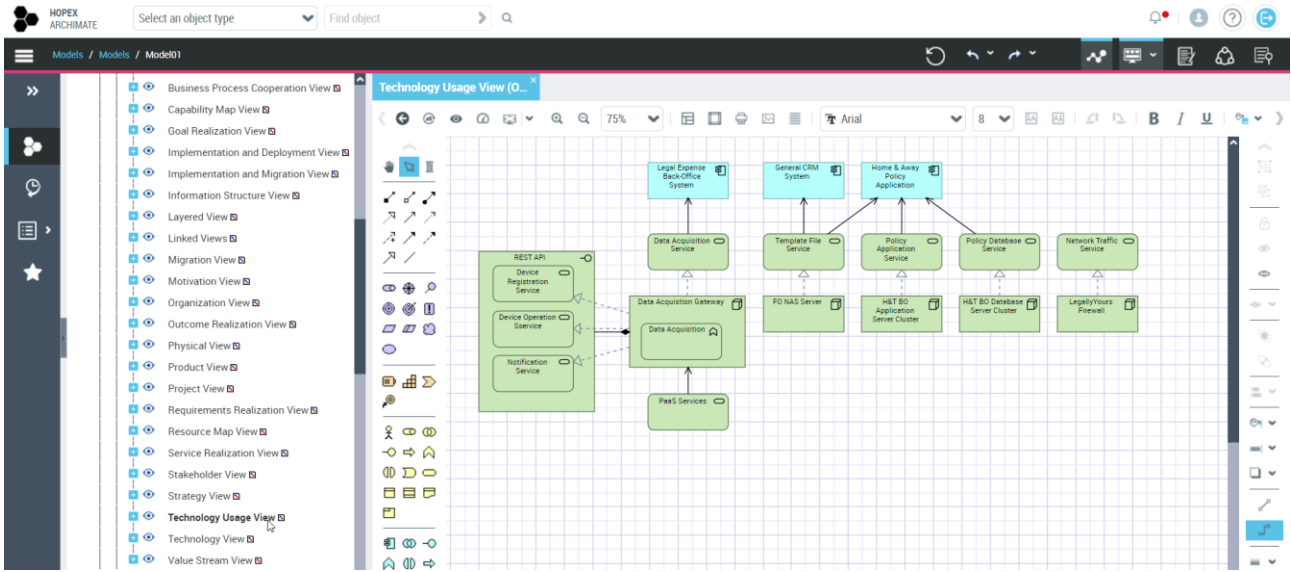 HOPEX
ARCHIMATE
Select an object type
Find object
Models / Models / Model01
Business Process Cooperation View
Capability Map View
Goal Realization View
Implementation and Deployment View
Implementation and Migration View
Information Structure View
Layered View
Linked Views
Migration View
Motivation View
Organization View
Outcome Realization View
Physical View
Product View
Project View
Requirements Realization View
Resource Map View
Service Realization View
Stakeholder View
Strategy View
Technology Usage View
Technology View
Value Stream View
Technology Usage View (O...
75%
Arial
8
B I U
Legal Expense
Back-Office
System
General CRM
System
Home & Away
Policy
Application
Data Acquisition
Service
Template File
Service
Policy
Application
Service
Policy Database
Service
Network Traffic
Service
REST API
Device
Registration
Service
Device Operation
Sservice
Notification
Service
Data Acquistion Gateway
Data Acquisition
FO NAS Server
H&T BO
Application
Server Cluster
H&T BO Database
Server Cluster
LegallyYours
Firewall
PaaS Services